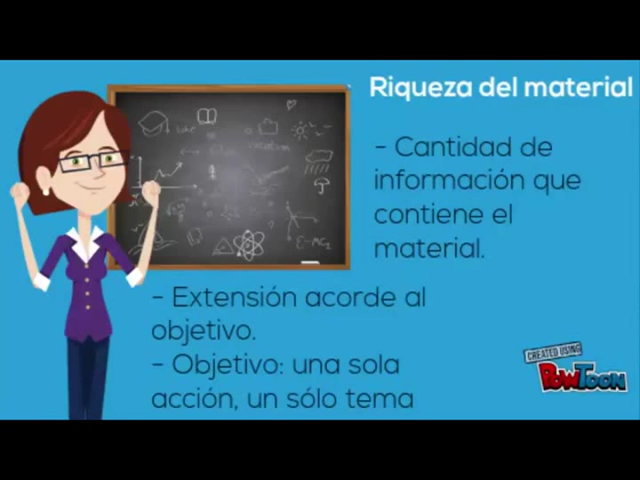 Riqueza del material
- Cantidad de
información que
contiene el
material.
- Extensión acorde al
objetivo.
- Objetivo: una sola
acción, un sólo tema
CREATED USING
POWTOON